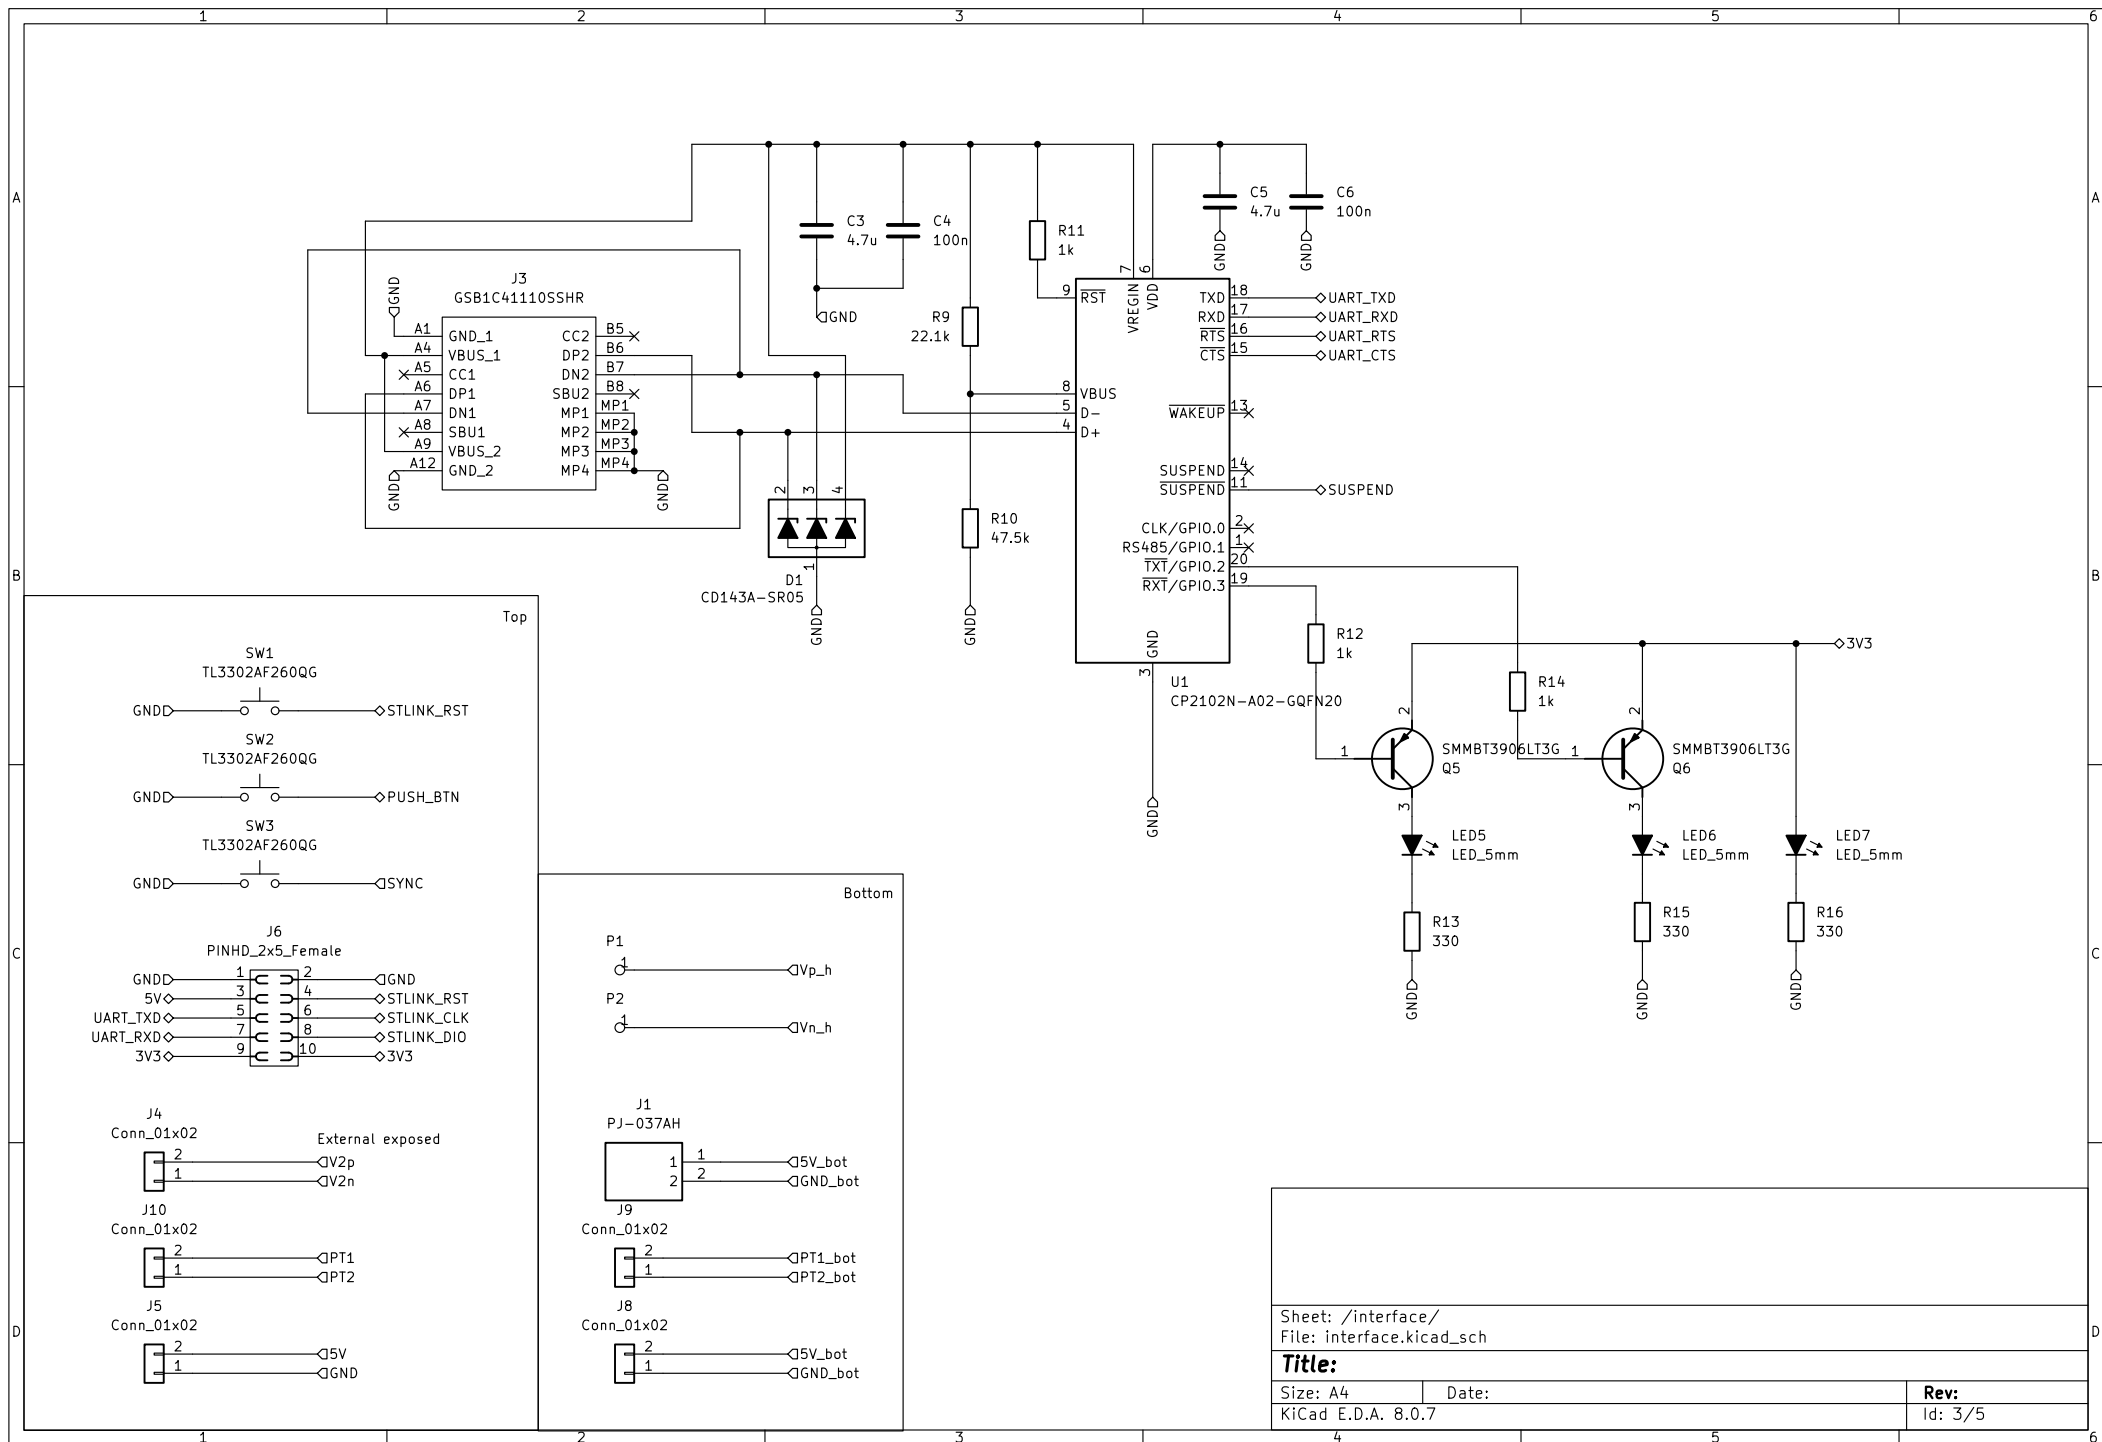 1 2 3 4 5 6
A A
C5
4.7u
C6
100n
C3
4.7u
C4
100n
R11
1k
GND GND
J3
GSB1C41110SSHR
GND
GND
R9
22.1k
A1 GND_1 CC2 B5
A4 VBUS_1 DP2 B6
A5 CC1 DN2 B7
A6 DP1 SBU2 B8
A7 DN1 MP1 MP1
A8 SBU1 MP2 MP2
A9 VBUS_2 MP3 MP3
A12 GND_2 MP4 MP4
GND GND
7 6
VREGIN VDD
9 RST TXD 18 UART_TXD
RXD 17 UART_RXD
RTS 16 UART_RTS
CTS 15 UART_CTS
8 VBUS
5 D- WAKEUP 13
4 D+
SUSPEND 14
SUSPEND 11 SUSPEND
CLK/GPIO.0 2
RS485/GPIO.1 1
TXT/GPIO.2 20
RXT/GPIO.3 19
GND
3
U1
CP2102N-A02-GQFN20
GND
2 3 4
1
D1
CD143A-SR05
GND
R10
47.5k
GND
B B
R12
1k
R14
1k
3V3
2
1
SMMBT3906LT3G
Q5
3
2
1
SMMBT3906LT3G
Q6
3
LED5
LED_5mm
LED6
LED_5mm
LED7
LED_5mm
R13
330
R15
330
R16
330
GND GND GND
Top
SW1
TL3302AF260QG
GND STLINK_RST
SW2
TL3302AF260QG
GND PUSH_BTN
SW3
TL3302AF260QG
GND SYNC
C C
J6
PINHD_2x5_Female
GND 1 2 GND
5V 3 4 STLINK_RST
UART_TXD 5 6 STLINK_CLK
UART_RXD 7 8 STLINK_DIO
3V3 9 10 3V3
J4
Conn_01x02
External exposed
2 V2p
1 V2n
J10
Conn_01x02
2 PT1
1 PT2
J5
Conn_01x02
2 5V
1 GND
Bottom
P1
1 Vp_h
P2
1 Vn_h
J1
PJ-037AH
1 1 5V_bot
2 2 GND_bot
J9
Conn_01x02
2 PT1_bot
1 PT2_bot
J8
Conn_01x02
2 5V_bot
1 GND_bot
D D
Sheet: /interface/
File: interface.kicad_sch
Title:
Size: A4 Date: Rev:
KiCad E.D.A. 8.0.7 Id: 3/5
1 2 3 4 5 6